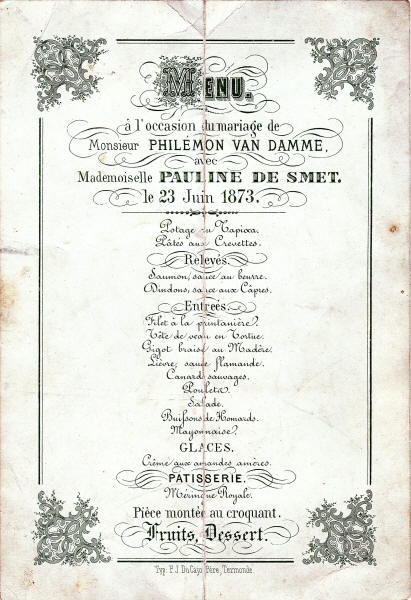 MENU.
à l'occasion du mariage de
Monsieur PHILÉMON VAN DAMME,
avec
Mademoiselle PAULINE DE SMET.
le 23 Juin 1873.
Potage au Tapioca.
Pâtés aux Crevettes.
Relevés.
Saumon, sauce au beurre.
Dindons, sauce aux Câpres.
Entrées
Filet à la printanière.
Tête de veau en Tortue.
Gigot braisé au Madère.
Lièvre, sauce flamande.
Canard sauvages.
Poulets.
Salade.
Buissons de Homards.
Mayonnaise.
GLACES.
Crême aux amandes amères.
PATISSERIE.
Méringue Royale.
Pièce montée au croquant.
Fruits, Dessert.
Typ. F. J. DuCaju Père, Termonde.